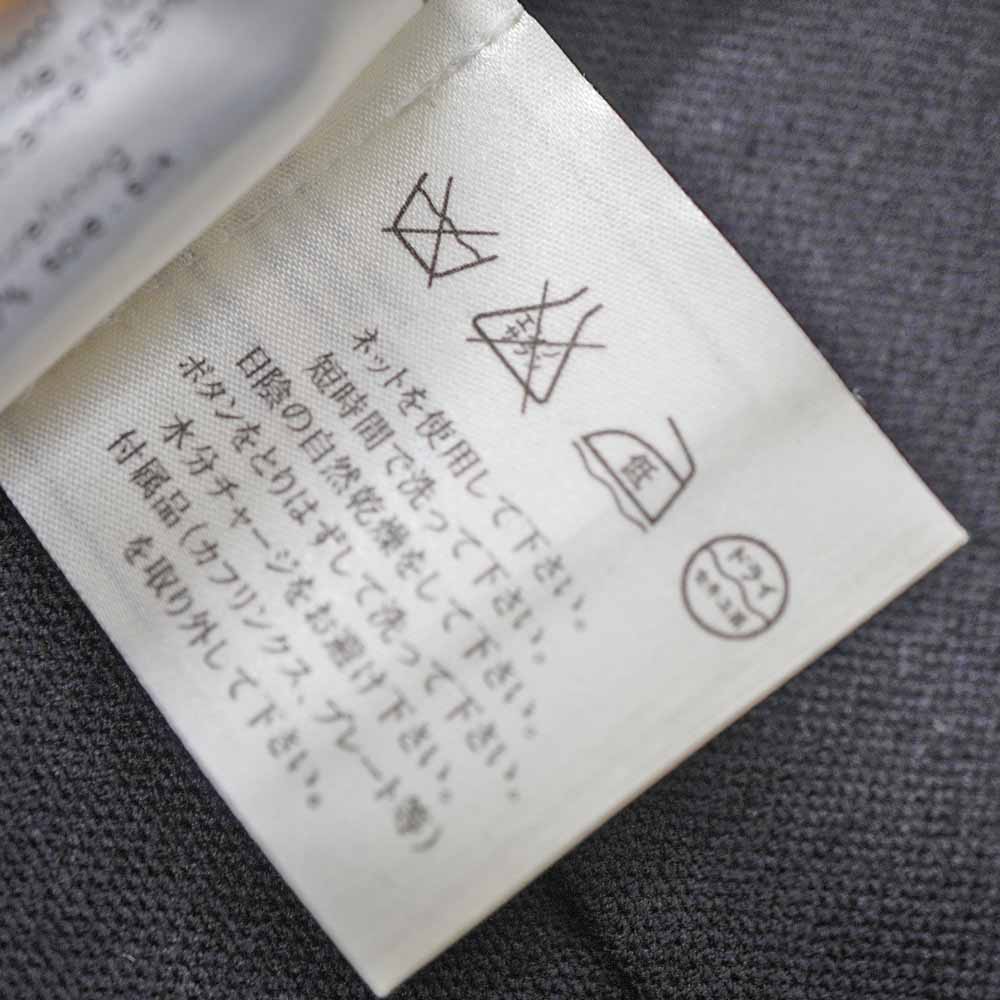 エンソ
サラシ
低
ドライ
ネットを使用して下さい。
短時間で洗って下さい。
日陰の自然乾燥をして下さい。
ボタンをとりはずして洗って下さい。
水分チャージをお避け下さい。
付属品(カフリンクス、プレート等)
を取り外して下さい。